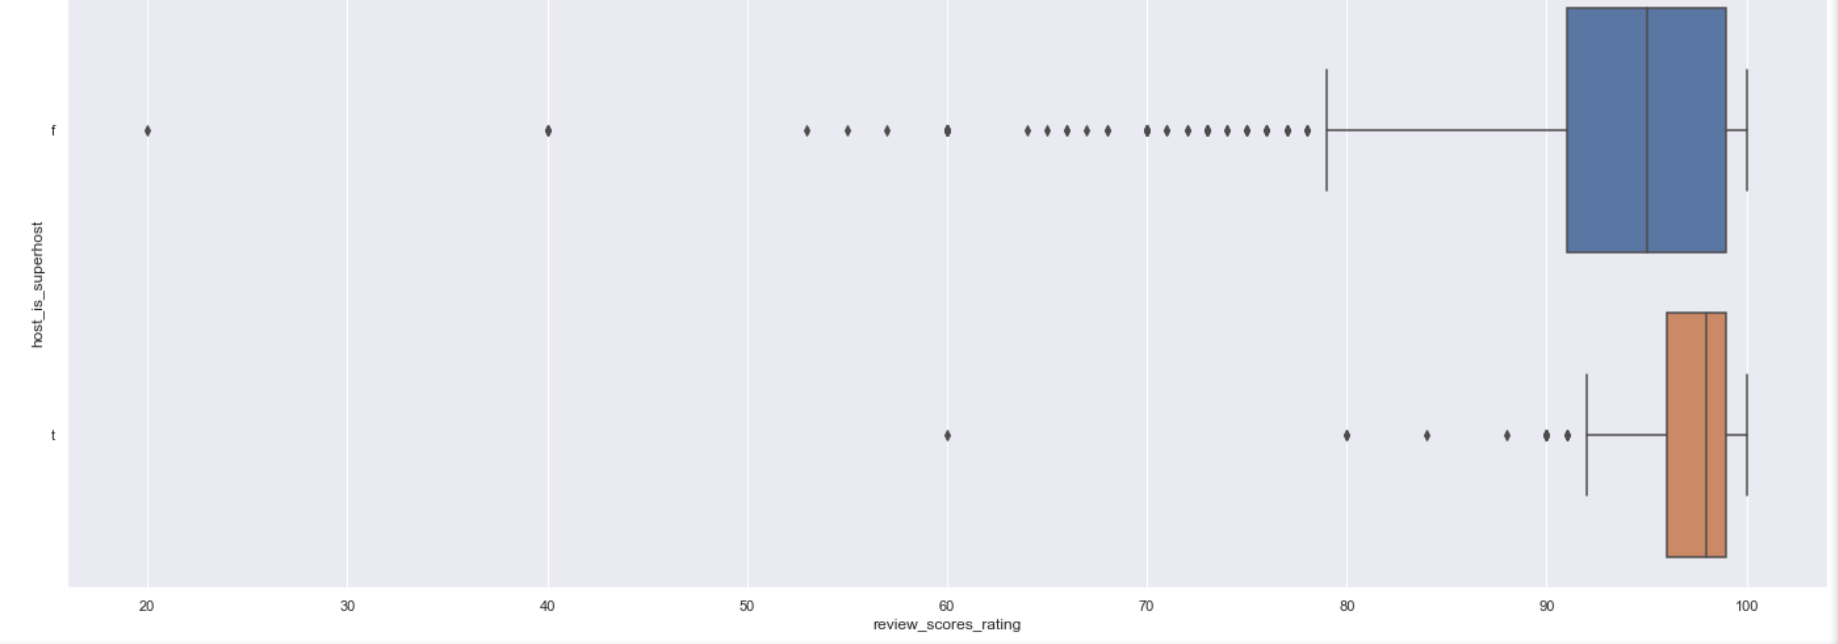 f
host_is_superhost
t
20 30 40 50 60 70 80 90 100
review_scores_rating